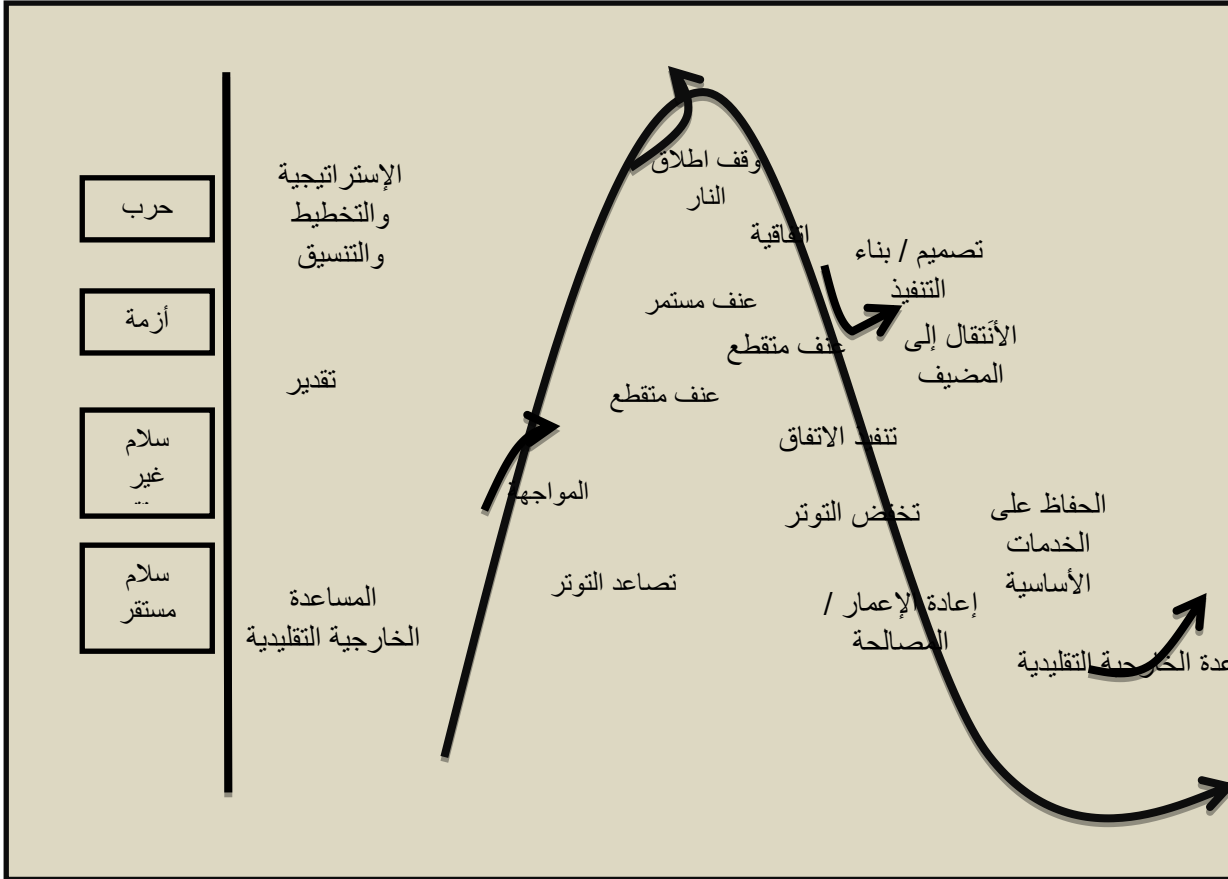 حرب
أزمة
سلام
غير
سلام
مستقر
الإستراتيجية
والتخطيط
والتنسيق
تقدير
المساعدة
الخارجية التقليدية
وقف اطلاق
النار
اتفاقية
عنف مستمر
عنف متقطع
عنف متقطع
المواجهة
تصاعد التوتر
تنفيذ الاتفاق
تخفض التوتر
إعادة الإعمار /
المصالحة
تصميم / بناء
التنفيذ
الأنَتقال إلى
المضيف
الحفاظ على
الخدمات
الأساسية
الخارجية التقليدية